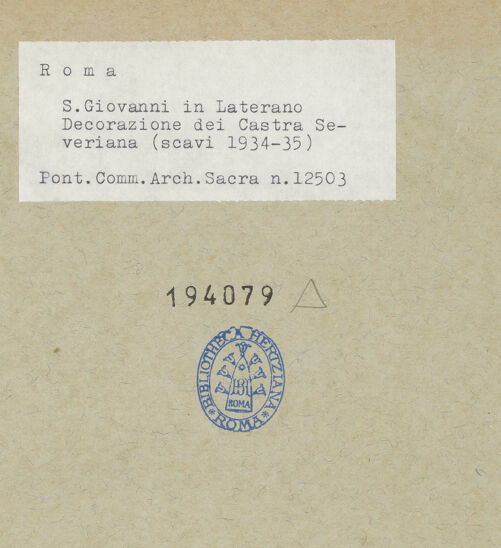 R o m a
S.Giovanni in Laterano
Decorazione dei Castra Se-
veriana (scavi 1934-35)
Pont.Comm.Arch.Sacra n.12503
194079
BIBLIOTHECA HERTZIANA
ROMA
* ROMA *